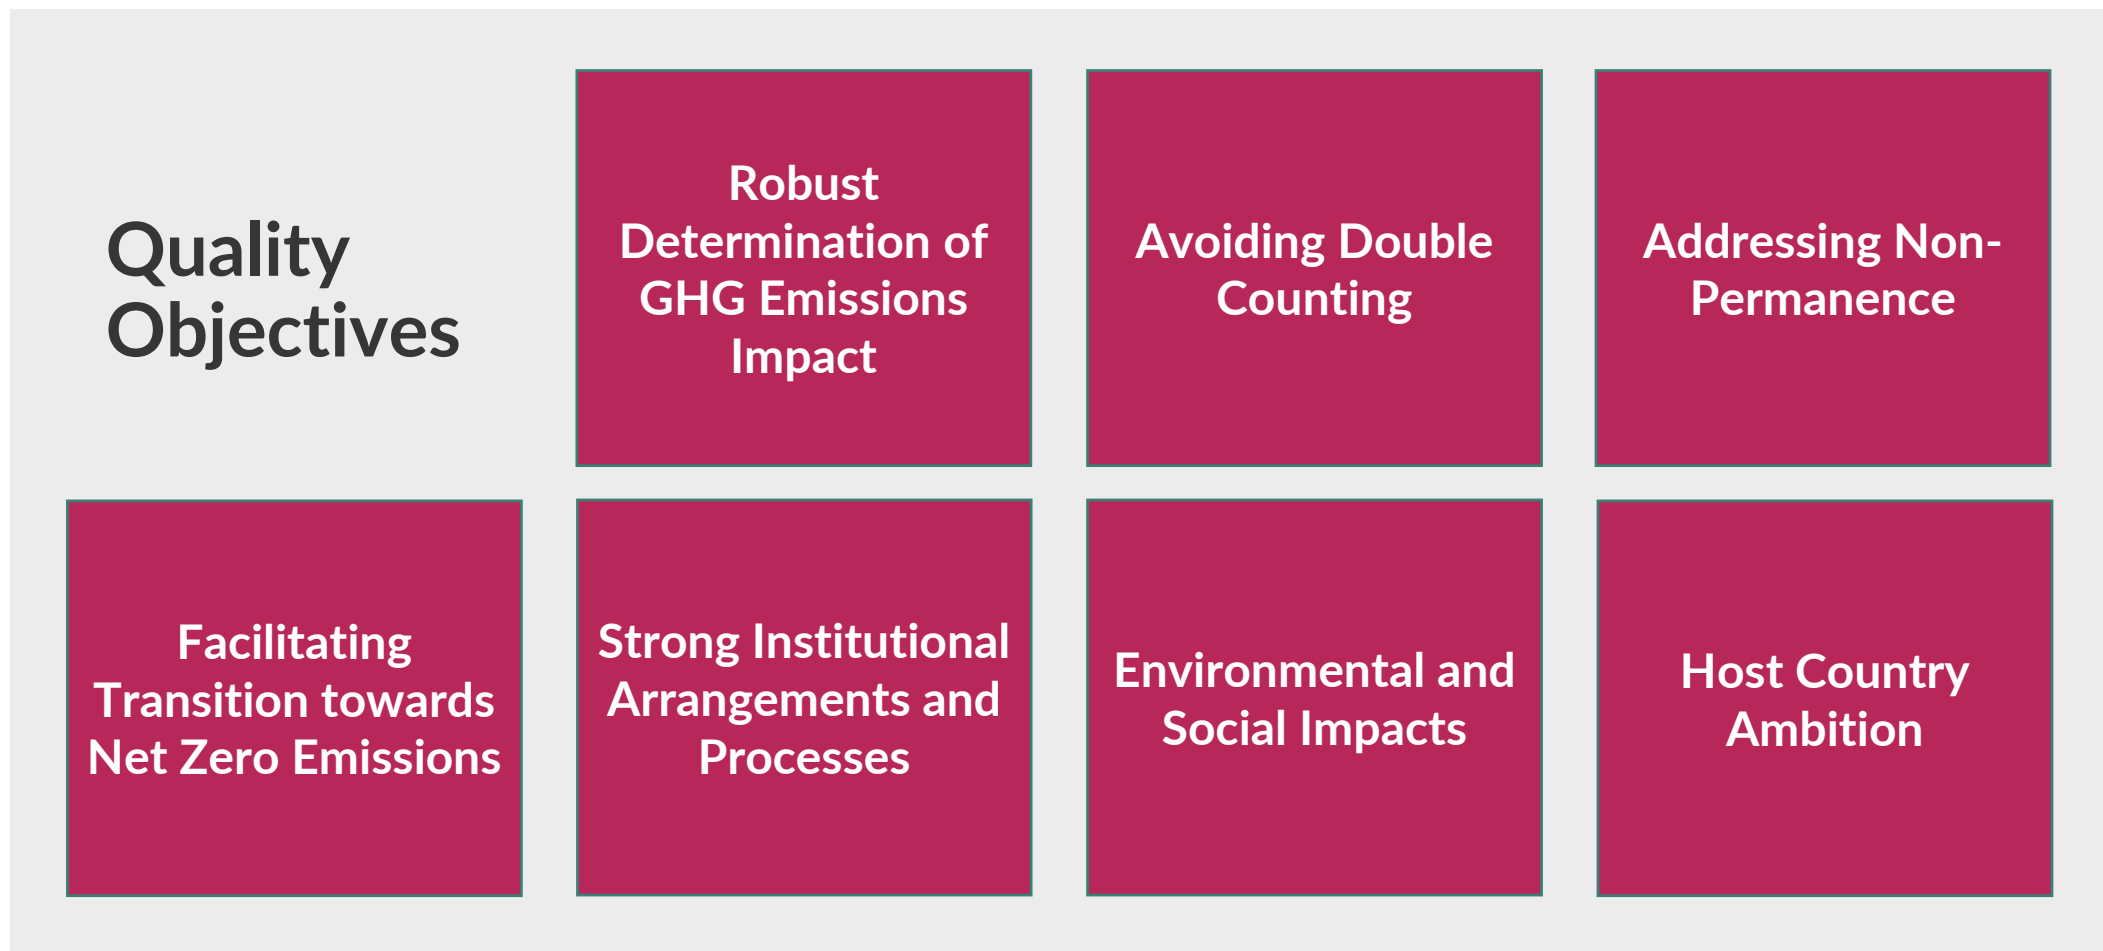 Quality
Objectives
Robust
Determination of
GHG Emissions
Impact
Avoiding Double
Counting
Addressing Non-
Permanence
Facilitating
Transition towards
Net Zero Emissions
Strong Institutional
Arrangements and
Processes
Environmental and
Social Impacts
Host Country
Ambition